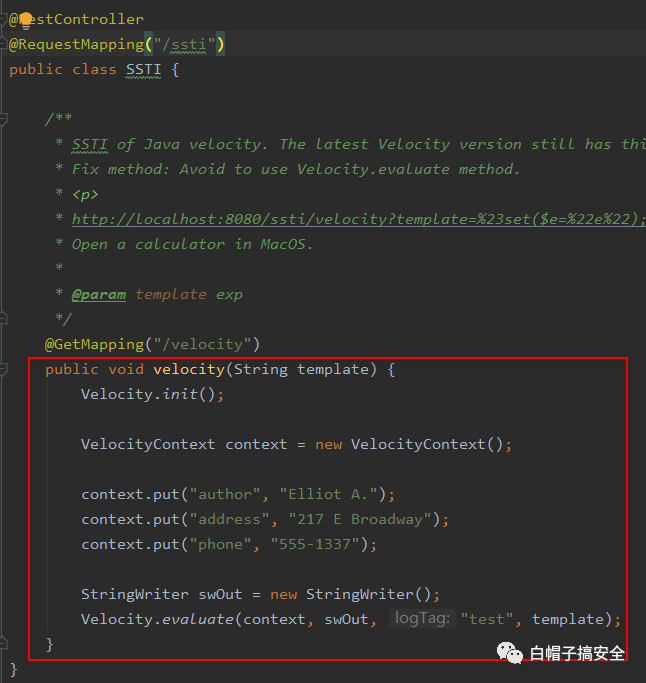 @RestController
@RequestMapping("/ssti")
public class SSTI {
/**
* SSTI of Java velocity. The latest Velocity version still has thi
* Fix method: Avoid to use Velocity.evaluate method.
* <p>
* http://localhost:8080/ssti/velocity?template=%23set($e=%22e%22);
* Open a calculator in MacOS.
*
* @param template exp
*/
@GetMapping("/velocity")
public void velocity(String template) {
Velocity.init();
VelocityContext context = new VelocityContext();
context.put("author", "Elliot A.");
context.put("address", "217 E Broadway");
context.put("phone", "555-1337");
StringWriter swOut = new StringWriter();
Velocity.evaluate(context, swOut, logTag: "test", template);
}
白帽子搞安全
}